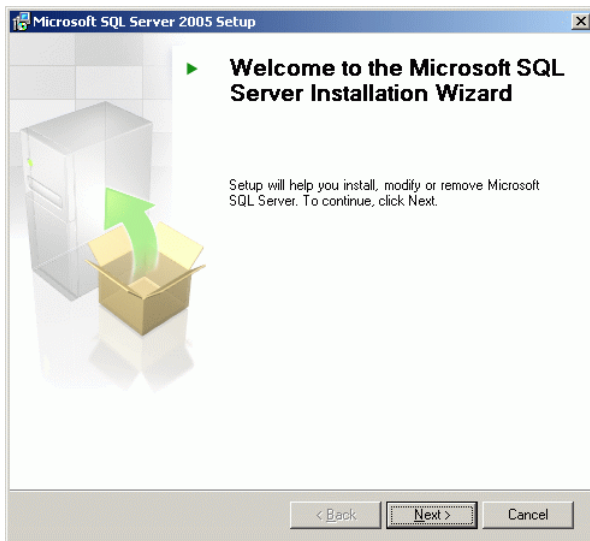 Microsoft SQL Server 2005 Setup
Welcome to the Microsoft SQL
Server Installation Wizard
Setup will help you install, modify or remove Microsoft
SQL Server. To continue, click Next.
< Back
Next >
Cancel